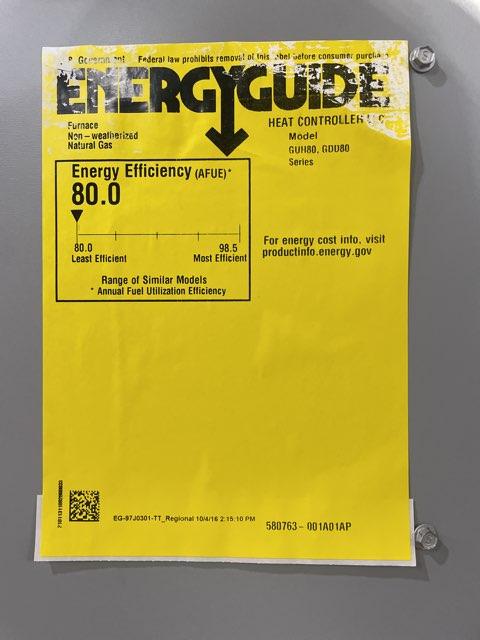 Government Federal law prohibits removal of this label before consumer purchase
ENERGYGUIDE
Furnace
Non-weatherized
Natural Gas
HEAT CONTROLLER
Model
GUH80, GDD80
Series
Energy Efficiency (AFUE)*
80.0
80.0 98.5
Least Efficient Most Efficient
Range of Similar Models
* Annual Fuel Utilization Efficiency
For energy cost info, visit
productinfo.energy.gov
EG-97J0301-TT_Regional 10/4/16 2:15:10 PM
580763-001A01AP